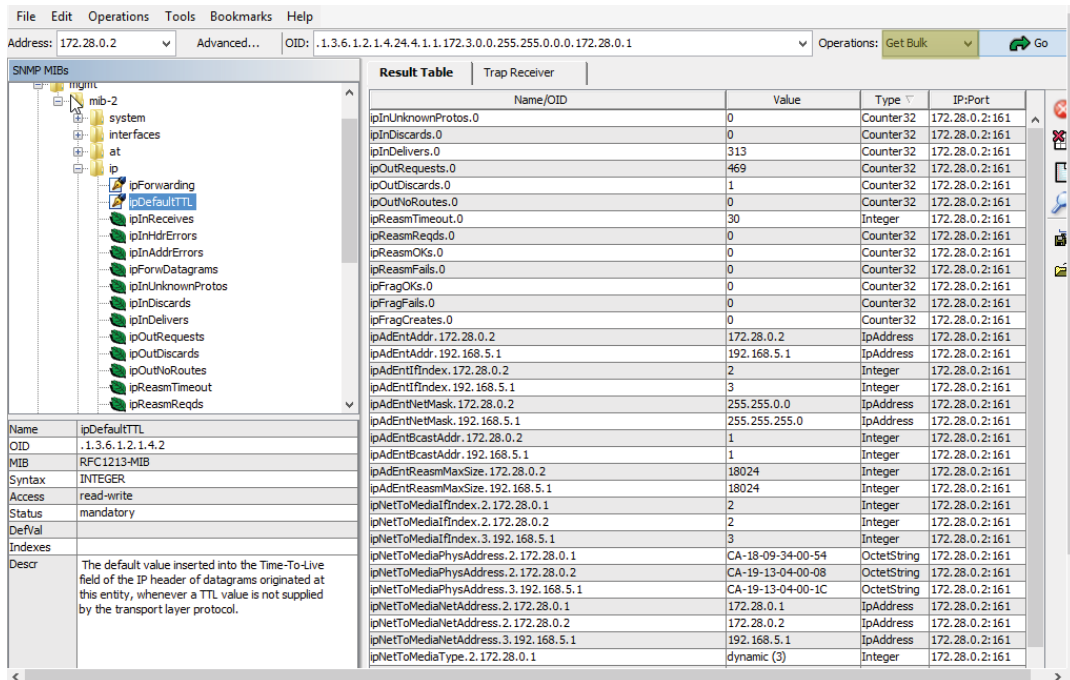 File Edit Operations Tools Bookmarks Help
Address: 172.28.0.2 Advanced... OID: .1.3.6.1.2.1.4.24.4.1.1.172.3.0.0.255.255.0.0.0.172.28.0.1 Operations: Get Bulk Go
SNMP MIBs
mgmt
mib-2
system
interfaces
at
ip
ipForwarding
ipDefaultTTL
ipInReceives
ipInHdrErrors
ipInAddrErrors
ipForwDatagrams
ipInUnknownProtos
ipInDiscards
ipInDelivers
ipOutRequests
ipOutDiscards
ipOutNoRoutes
ipReasmTimeout
ipReasmReqds
Name ipDefaultTTL
OID .1.3.6.1.2.1.4.2
MIB RFC1213-MIB
Syntax INTEGER
Access read-write
Status mandatory
DefVal
Indexes
Descr The default value inserted into the Time-To-Live
field of the IP header of datagrams originated at
this entity, whenever a TTL value is not supplied
by the transport layer protocol.
Result Table Trap Receiver
Name/OID Value Type IP:Port
ipInUnknownProtos.0 0 Counter32 172.28.0.2:161
ipInDiscards.0 0 Counter32 172.28.0.2:161
ipInDelivers.0 313 Counter32 172.28.0.2:161
ipOutRequests.0 469 Counter32 172.28.0.2:161
ipOutDiscards.0 1 Counter32 172.28.0.2:161
ipOutNoRoutes.0 0 Counter32 172.28.0.2:161
ipReasmTimeout.0 30 Integer 172.28.0.2:161
ipReasmReqds.0 0 Counter32 172.28.0.2:161
ipReasmOKs.0 0 Counter32 172.28.0.2:161
ipReasmFails.0 0 Counter32 172.28.0.2:161
ipFragOKs.0 0 Counter32 172.28.0.2:161
ipFragFails.0 0 Counter32 172.28.0.2:161
ipFragCreates.0 0 Counter32 172.28.0.2:161
ipAdEntAddr.172.28.0.2 172.28.0.2 IpAddress 172.28.0.2:161
ipAdEntAddr.192.168.5.1 192.168.5.1 IpAddress 172.28.0.2:161
ipAdEntIfIndex.172.28.0.2 2 Integer 172.28.0.2:161
ipAdEntIfIndex.192.168.5.1 3 Integer 172.28.0.2:161
ipAdEntNetMask.172.28.0.2 255.255.0.0 IpAddress 172.28.0.2:161
ipAdEntNetMask.192.168.5.1 255.255.255.0 IpAddress 172.28.0.2:161
ipAdEntBcastAddr.172.28.0.2 1 Integer 172.28.0.2:161
ipAdEntBcastAddr.192.168.5.1 1 Integer 172.28.0.2:161
ipAdEntReasmMaxSize.172.28.0.2 18024 Integer 172.28.0.2:161
ipAdEntReasmMaxSize.192.168.5.1 18024 Integer 172.28.0.2:161
ipNetToMediaIfIndex.2.172.28.0.1 2 Integer 172.28.0.2:161
ipNetToMediaIfIndex.2.172.28.0.2 2 Integer 172.28.0.2:161
ipNetToMediaIfIndex.3.192.168.5.1 3 Integer 172.28.0.2:161
ipNetToMediaPhysAddress.2.172.28.0.1 CA-18-09-34-00-54 OctetString 172.28.0.2:161
ipNetToMediaPhysAddress.2.172.28.0.2 CA-19-13-04-00-08 OctetString 172.28.0.2:161
ipNetToMediaPhysAddress.3.192.168.5.1 CA-19-13-04-00-1C OctetString 172.28.0.2:161
ipNetToMediaNetAddress.2.172.28.0.1 172.28.0.1 IpAddress 172.28.0.2:161
ipNetToMediaNetAddress.2.172.28.0.2 172.28.0.2 IpAddress 172.28.0.2:161
ipNetToMediaNetAddress.3.192.168.5.1 192.168.5.1 IpAddress 172.28.0.2:161
ipNetToMediaType.2.172.28.0.1 dynamic (3) Integer 172.28.0.2:161